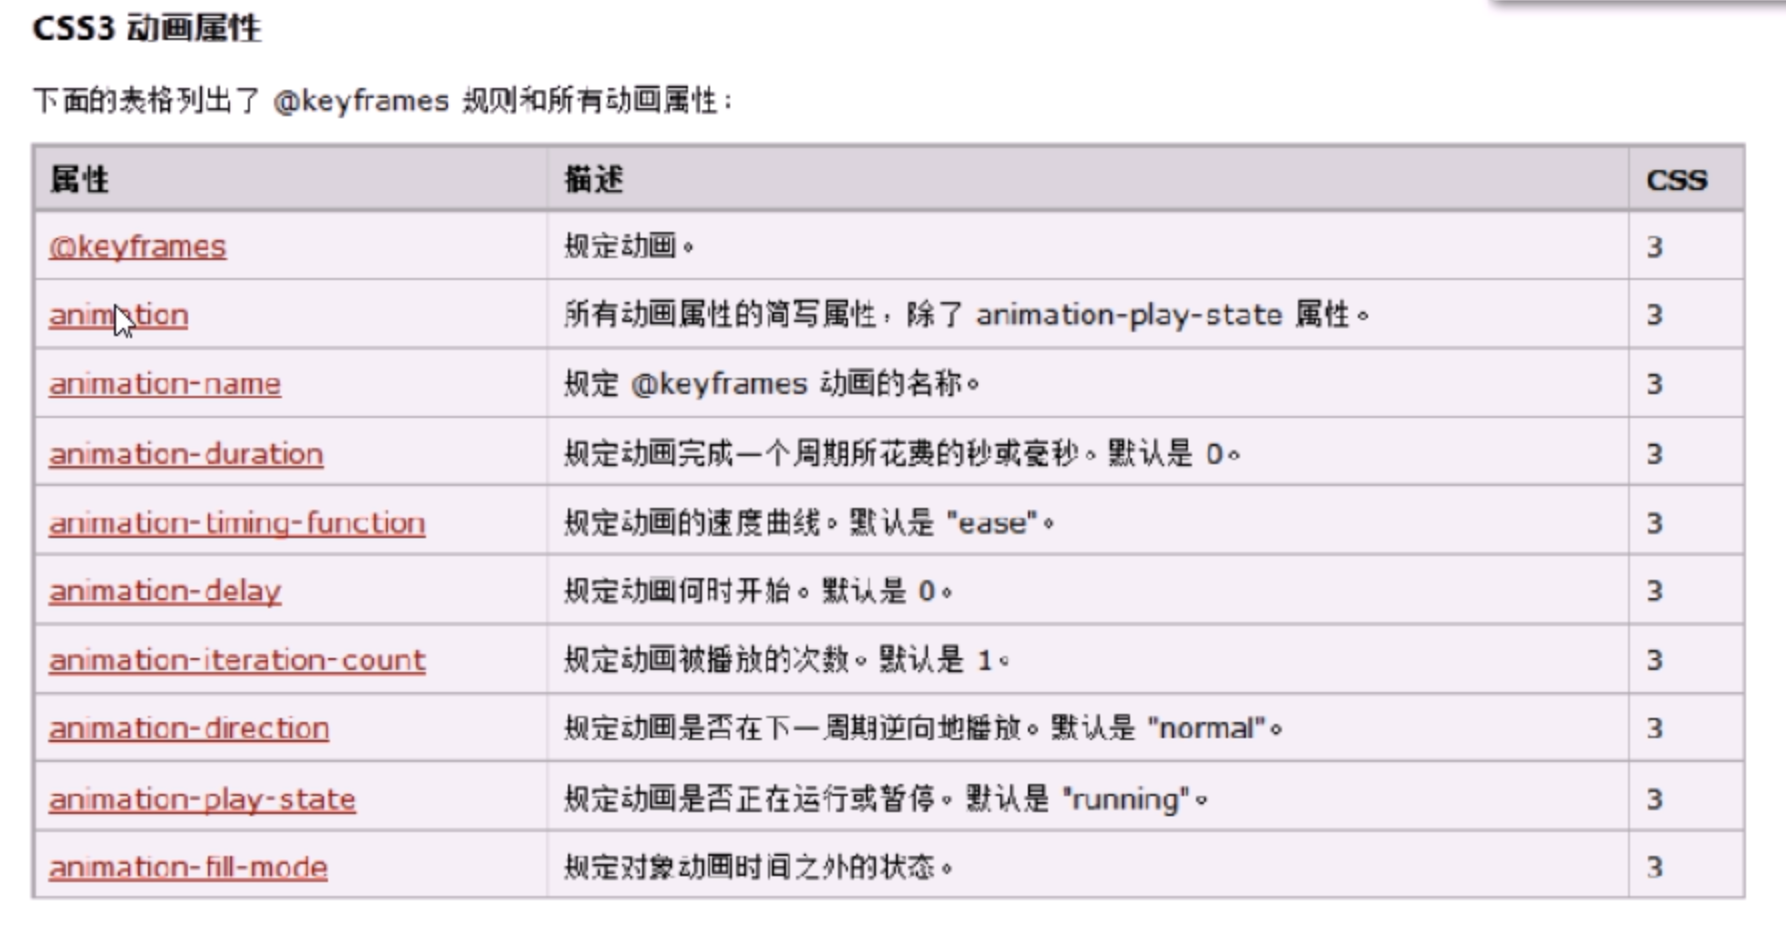 CSS3 动画属性
下面的表格列出了 @keyframes 规则和所有动画属性：
属性 描述 CSS
@keyframes 规定动画。 3
animation 所有动画属性的简写属性，除了 animation-play-state 属性。 3
animation-name 规定 @keyframes 动画的名称。 3
animation-duration 规定动画完成一个周期所花费的秒或毫秒。默认是 0。 3
animation-timing-function 规定动画的速度曲线。默认是 "ease"。 3
animation-delay 规定动画何时开始。默认是 0。 3
animation-iteration-count 规定动画被播放的次数。默认是 1。 3
animation-direction 规定动画是否在下一周期逆向地播放。默认是 "normal"。 3
animation-play-state 规定动画是否正在运行或暂停。默认是 "running"。 3
animation-fill-mode 规定对象动画时间之外的状态。 3